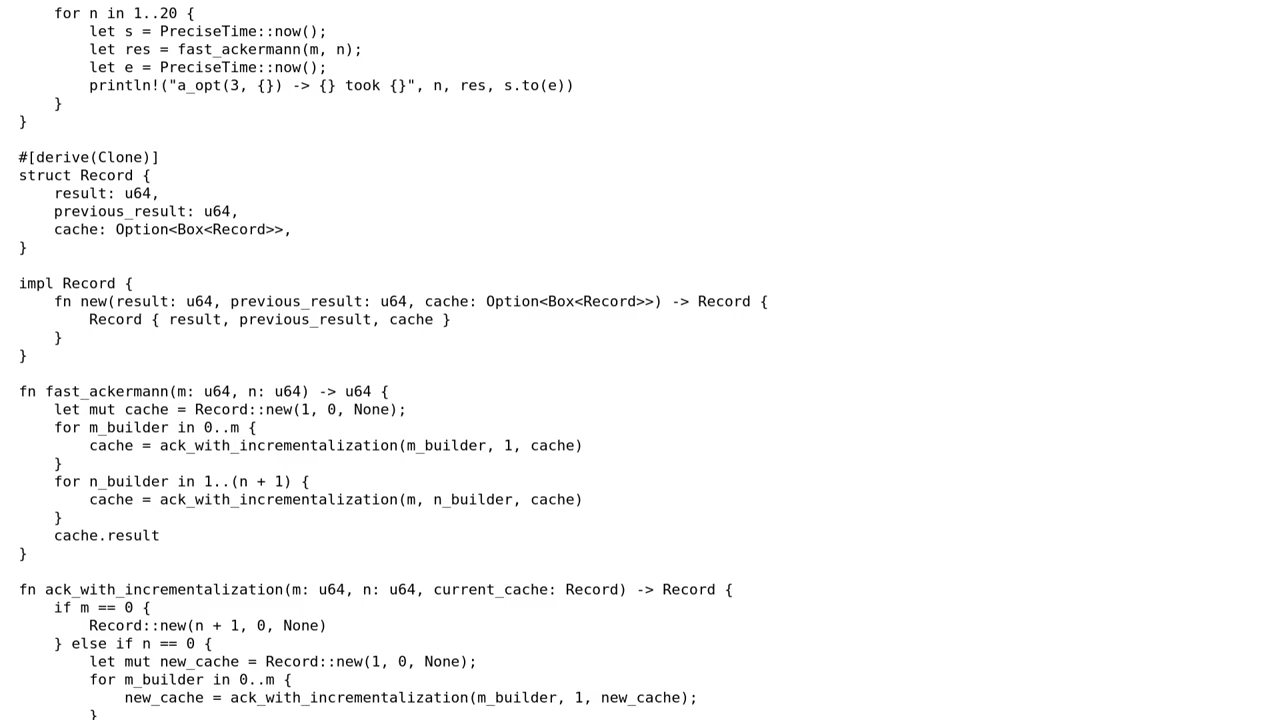 for n in 1..20 {
        let s = PreciseTime::now();
        let res = fast_ackermann(m, n);
        let e = PreciseTime::now();
        println!("a_opt(3, {}) -> {} took {}", n, res, s.to(e))
    }
}

#[derive(Clone)]
struct Record {
    result: u64,
    previous_result: u64,
    cache: Option<Box<Record>>,
}

impl Record {
    fn new(result: u64, previous_result: u64, cache: Option<Box<Record>>) -> Record {
        Record { result, previous_result, cache }
    }
}

fn fast_ackermann(m: u64, n: u64) -> u64 {
    let mut cache = Record::new(1, 0, None);
    for m_builder in 0..m {
        cache = ack_with_incrementalization(m_builder, 1, cache)
    }
    for n_builder in 1..(n + 1) {
        cache = ack_with_incrementalization(m, n_builder, cache)
    }
    cache.result
}

fn ack_with_incrementalization(m: u64, n: u64, current_cache: Record) -> Record {
    if m == 0 {
        Record::new(n + 1, 0, None)
    } else if n == 0 {
        let mut new_cache = Record::new(1, 0, None);
        for m_builder in 0..m {
            new_cache = ack_with_incrementalization(m_builder, 1, new_cache);
        }